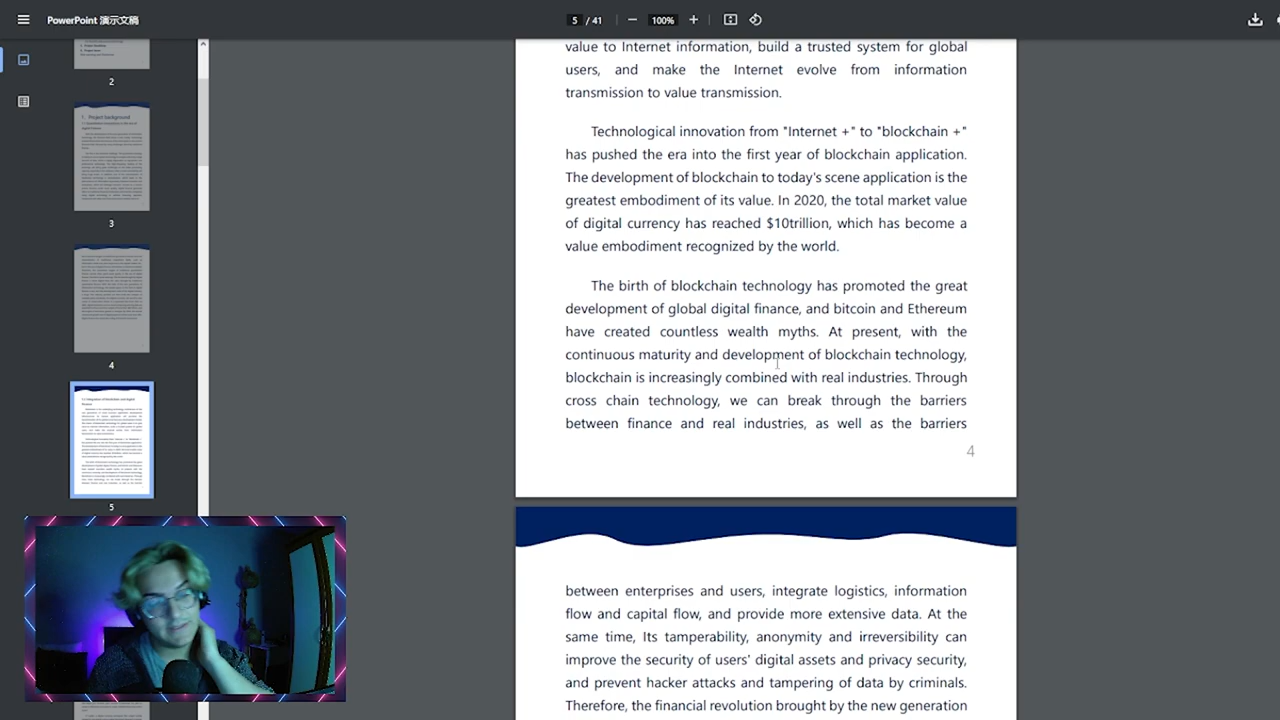 PowerPoint 演示文稿
5 / 41
100%
2
3
1. Project background
4
5
value to Internet information, build a trusted system for global
users, and make the Internet evolve from information
transmission to value transmission.
Technological innovation from "Internet +" to "blockchain +"
has pushed the era into the first year of blockchain application.
The development of blockchain to this day, scene application is the
greatest embodiment of its value. In 2020, the total market value
of digital currency has reached $10trillion, which has become a
value embodiment recognized by the world.
The birth of blockchain technology has promoted the great
development of global digital finance, and bitcoin and Ethereum
have created countless wealth myths. At present, with the
continuous maturity and development of blockchain technology,
blockchain is increasingly combined with real industries. Through
cross chain technology, we can break through the barriers
between finance and real industries, as well as the barriers
4
between enterprises and users, integrate logistics, information
flow and capital flow, and provide more extensive data. At the
same time, Its tamperability, anonymity and irreversibility can
improve the security of users' digital assets and privacy security,
and prevent hacker attacks and tampering of data by criminals.
Therefore, the financial revolution brought by the new generation